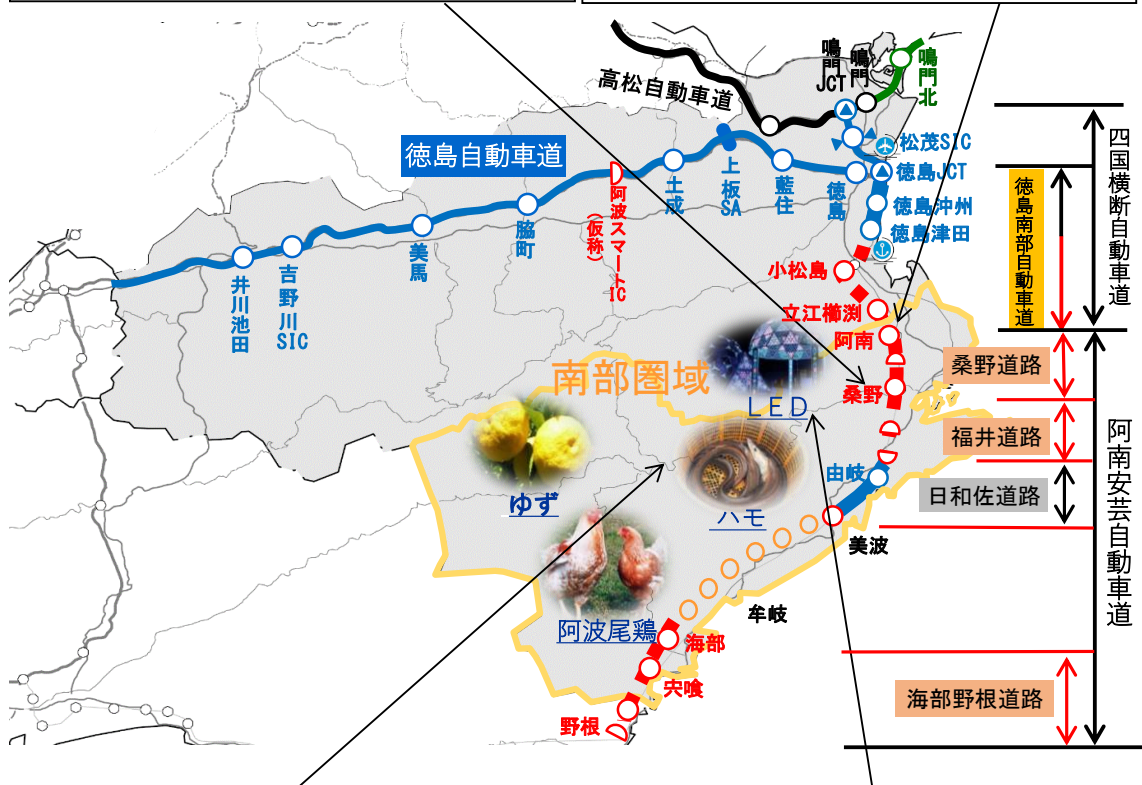 高松自動車道
鳴門JCT
鳴門
鳴門北
徳島自動車道
松茂SIC
徳島JCT
徳島沖州
徳島津田
徳島
藍住
上板SA
土成
阿波スマートIC
(仮称)
脇町
美馬
吉野川SIC
井川池田
小松島
立江櫛渕
阿南
桑野
南部圏域
LED
ゆず
ハモ
阿波尾鶏
由岐
美波
牟岐
海部
宍喰
野根
四国横断自動車道
徳島南部自動車道
桑野道路
福井道路
日和佐道路
阿南安芸自動車道
海部野根道路